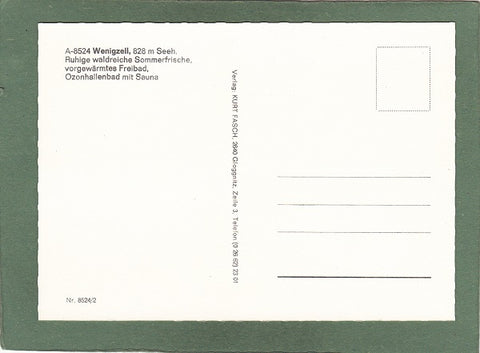 A-8524 Wenigzell, 828 m Seeh.
Ruhige waldreiche Sommerfrische,
vorgewärmtes Freibad,
Ozonhallenbad mit Sauna
Verlag: KURT FASCH, 2640 Gloggnitz, Zeile 3, Telefon (0 26 62) 23 01
Nr. 8524/2